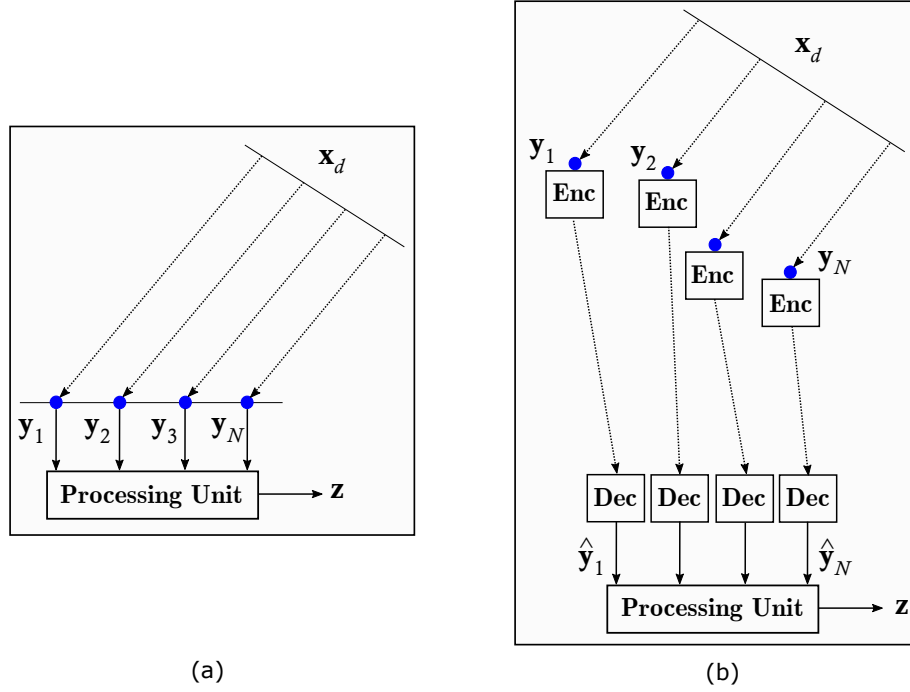 x_d
y_1 y_2 y_3 y_N
Processing Unit z
(a)
x_d
y_1 y_2
Enc Enc
y_N
Enc Enc
Dec Dec Dec Dec
ŷ_1 ŷ_N
Processing Unit z
(b)